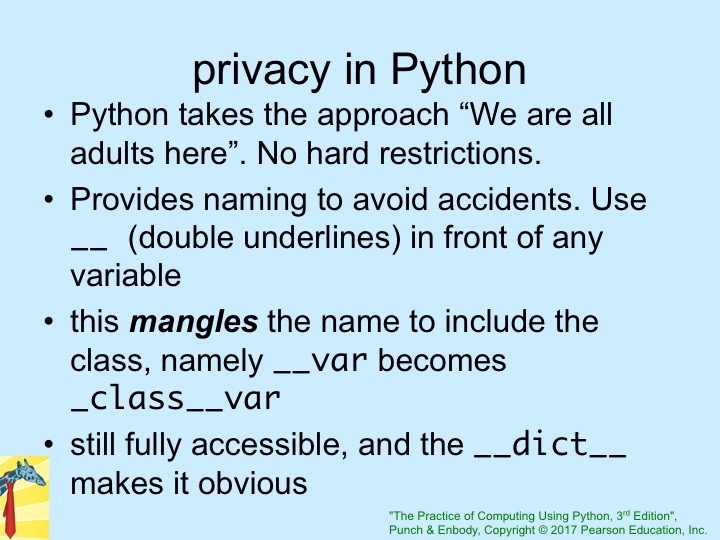 privacy in Python
• Python takes the approach “We are all
adults here”. No hard restrictions.
• Provides naming to avoid accidents. Use
__ (double underlines) in front of any
variable
• this mangles the name to include the
class, namely __var becomes
_class__var
• still fully accessible, and the __dict__
makes it obvious
"The Practice of Computing Using Python, 3rd Edition",
Punch & Enbody, Copyright © 2017 Pearson Education, Inc.